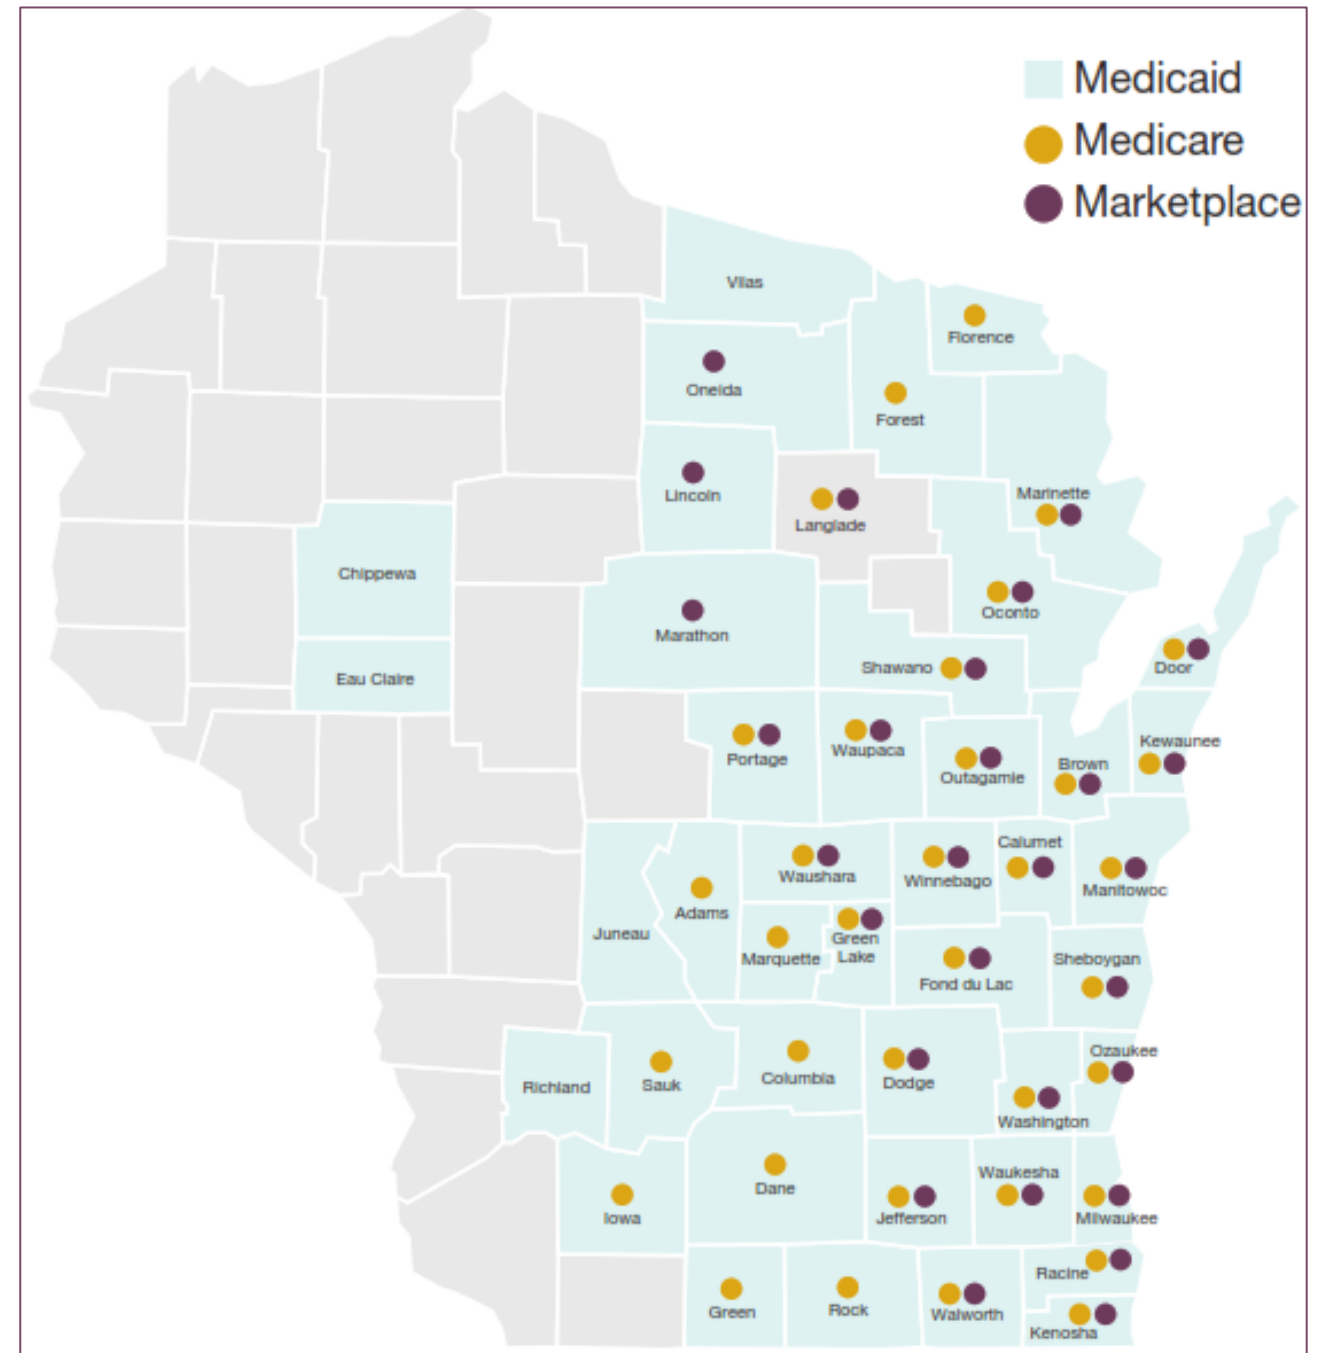 Medicaid
Medicare
Marketplace
Vilas
Florence
Oneida
Forest
Lincoln
Langlade
Marinette
Chippewa
Oconto
Marathon
Shawano
Door
Eau Claire
Portage
Waupaca
Outagamie
Brown
Kewaunee
Waushara
Winnebago
Calumet
Manitowoc
Juneau
Adams
Marquette
Green
Lake
Fond du Lac
Sheboygan
Richland
Sauk
Columbia
Dodge
Ozaukee
Washington
Iowa
Dane
Jefferson
Waukesha
Milwaukee
Green
Rock
Walworth
Racine
Kenosha